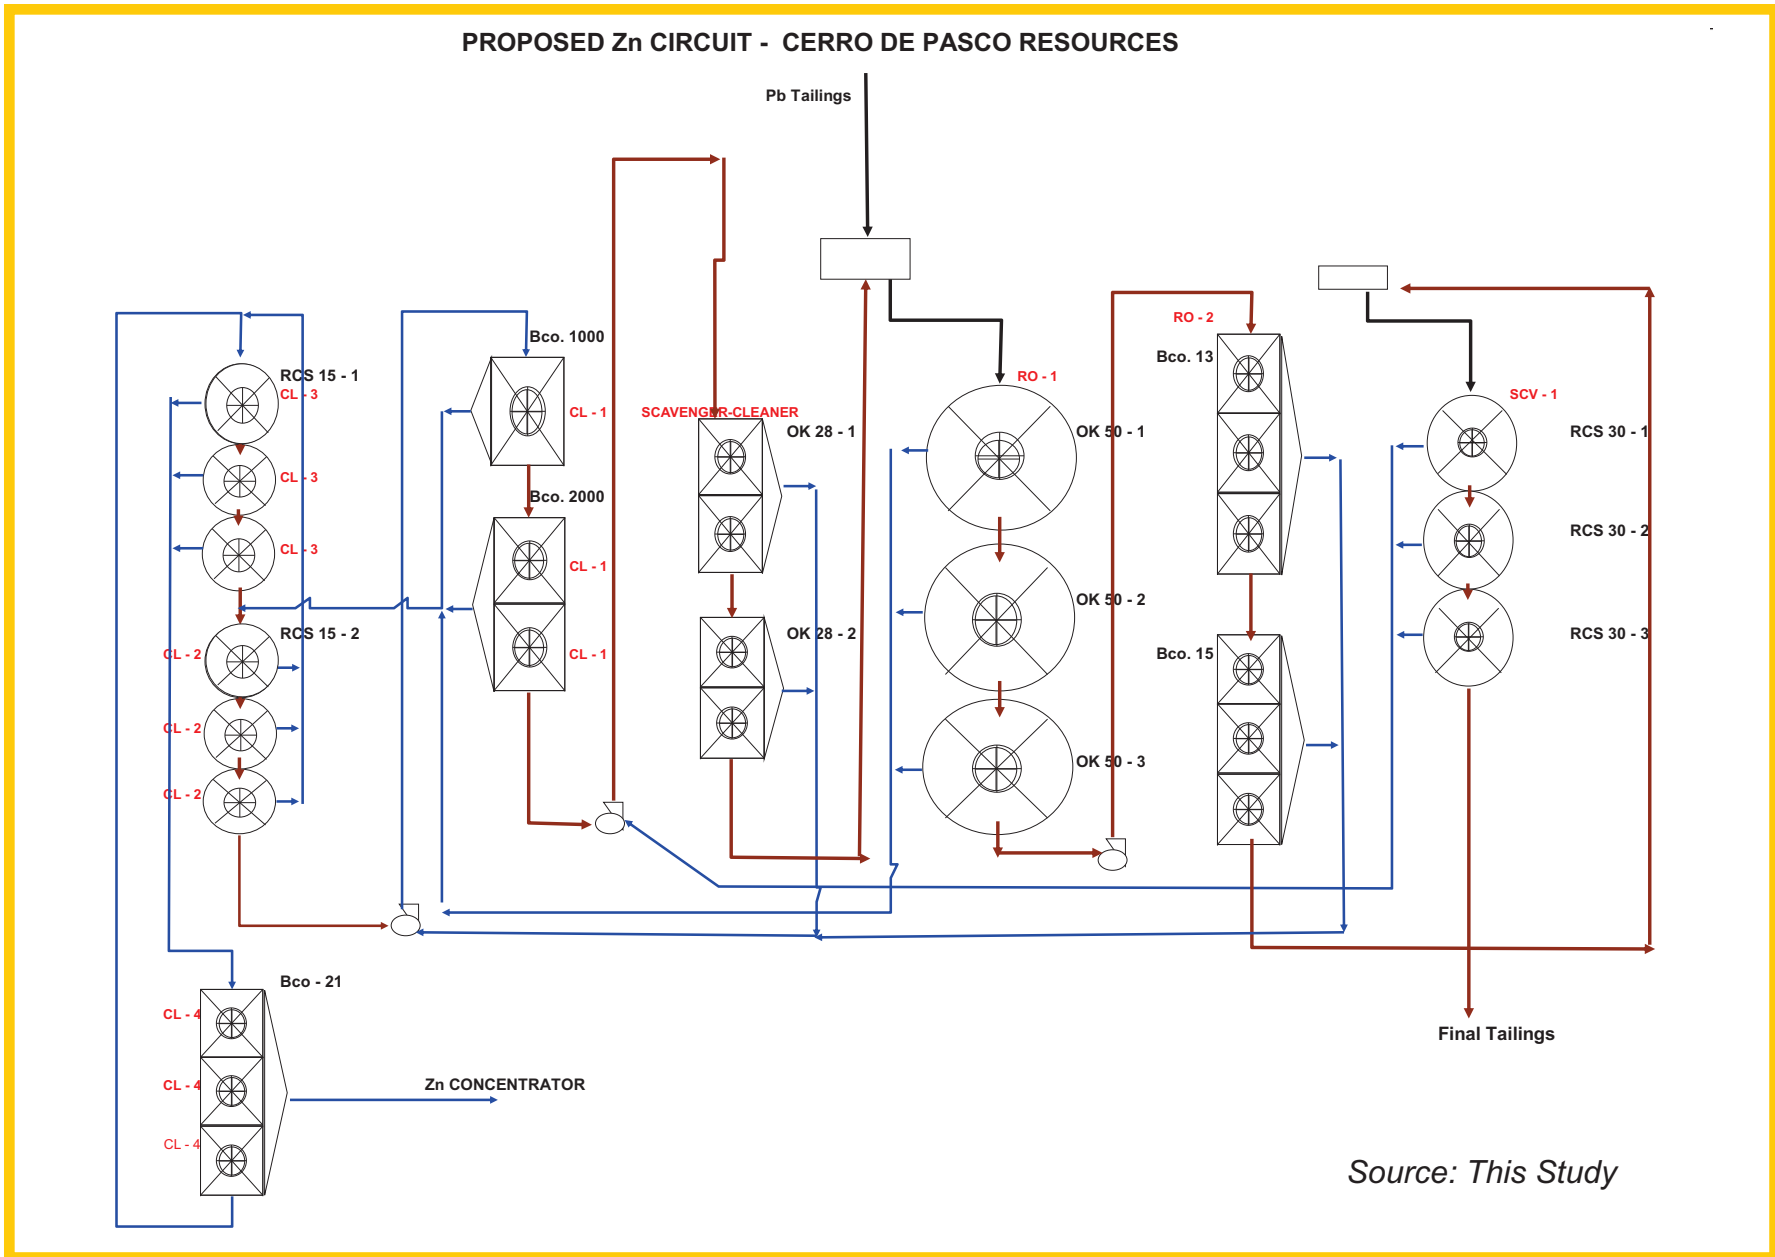 PROPOSED Zn CIRCUIT - CERRO DE PASCO RESOURCES
Pb Tailings
RCS 15 - 1
CL - 3
CL - 3
CL - 3
RCS 15 - 2
CL - 2
CL - 2
CL - 2
Bco. 1000
CL - 1
Bco. 2000
CL - 1
CL - 1
SCAVENGER-CLEANER
OK 28 - 1
OK 28 - 2
RO - 1
OK 50 - 1
OK 50 - 2
OK 50 - 3
RO - 2
Bco. 13
Bco. 15
SCV - 1
RCS 30 - 1
RCS 30 - 2
RCS 30 - 3
Bco - 21
CL - 4
CL - 4
CL - 4
Zn CONCENTRATOR
Final Tailings
Source: This Study